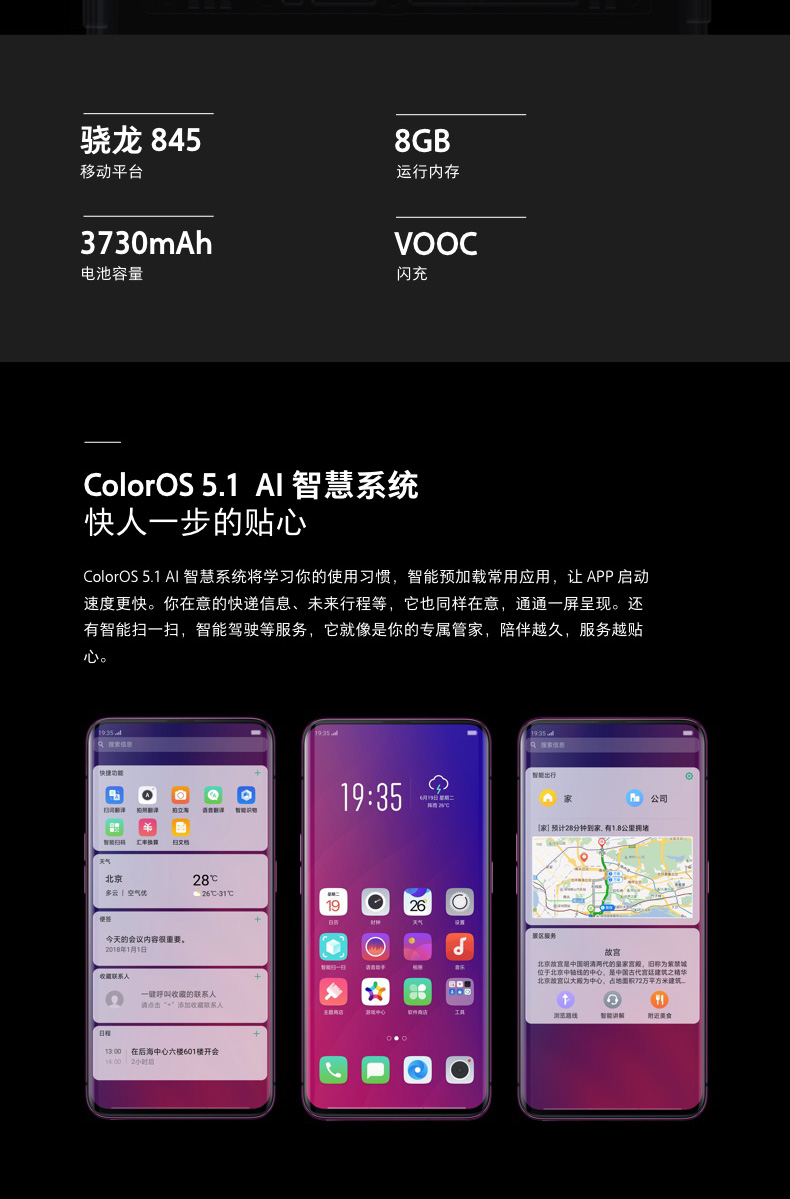 骁龙 845
移动平台
8GB
运行内存
3730mAh
电池容量
VOOC
闪充
ColorOS 5.1 AI 智慧系统
快人一步的贴心
ColorOS 5.1 AI 智慧系统将学习你的使用习惯，智能预加载常用应用，让 APP 启动
速度更快。你在意的快递信息、未来行程等，它也同样在意，通通一屏呈现。还
有智能扫一扫，智能驾驶等服务，它就像是你的专属管家，陪伴越久，服务越贴
心。
19:35
搜索信息
快捷功能 +
扫词翻译 拍照翻译 拍立淘 语音翻译 智能识物
智能扫码 汇率换算 扫文档
天气
北京 28℃
多云 | 空气优 26℃-31℃
便签 +
今天的会议内容很重要。
2018年1月1日
收藏联系人 +
一键呼叫收藏的联系人
请点击“+”添加收藏联系人
日程 +
13:00 在后海中心六楼601楼开会
14:00 2小时后
19:35
19:35
6月19日 星期二
阵雨 26℃
星期二
19 26°
日历 时钟 天气 设置
智能扫一扫 语音助手 相册 音乐
主题商店 游戏中心 软件商店 工具
19:35
搜索信息
智能出行
家 公司
[家] 预计28分钟到家, 有1.8公里拥堵
景区服务
故宫
北京故宫是中国明清两代的皇家宫殿，旧称为紫禁城
位于北京中轴线的中心，是中国古代宫廷建筑之精华
北京故宫以大殿为中心，占地面积72万平方米建筑...
浏览路线 智能讲解 附近美食